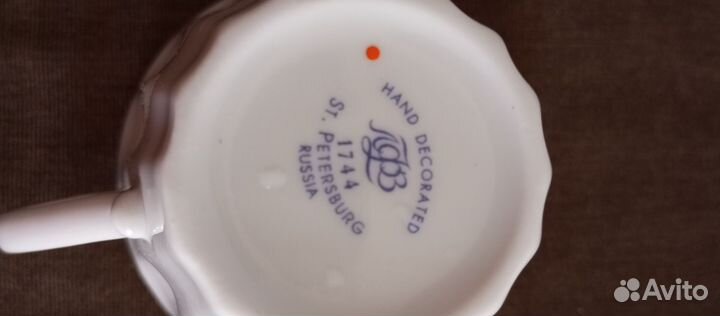 HAND DECORATED
ЛФЗ
1744
ST. PETERSBURG
RUSSIA
Avito